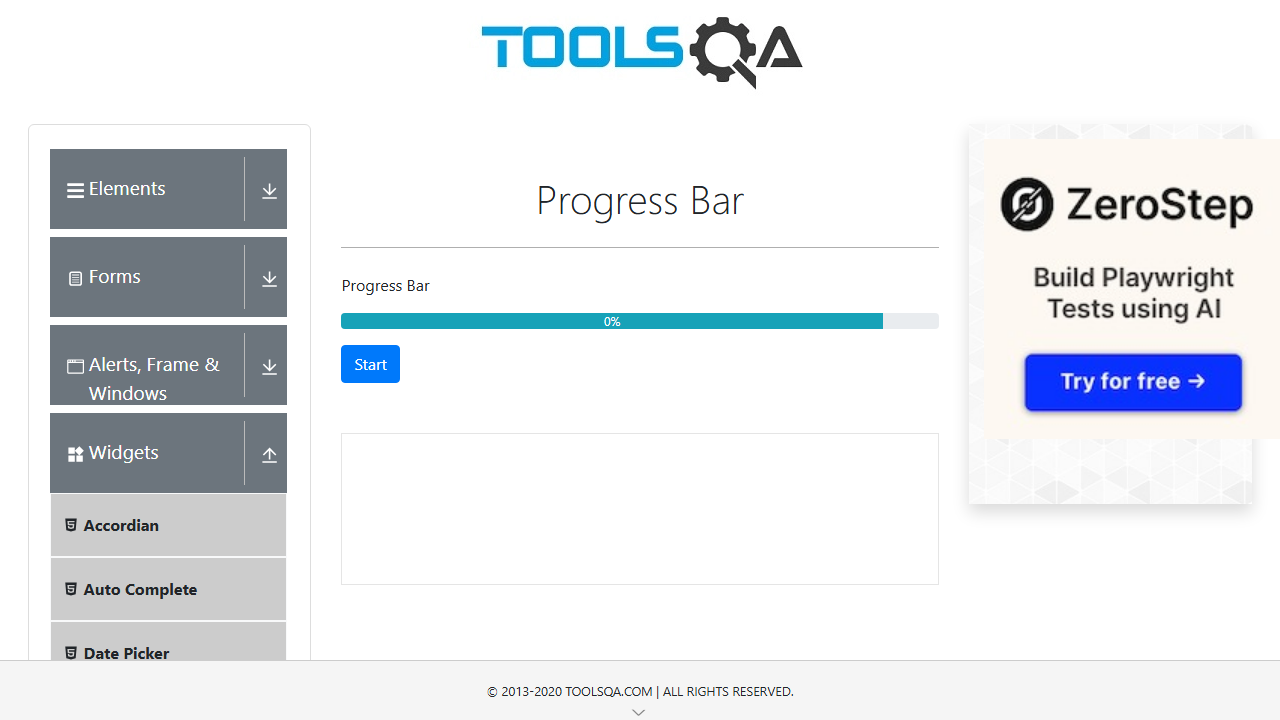 TOOLSQA
Elements
Forms
Alerts, Frame &
Windows
Widgets
Accordian
Auto Complete
Date Picker
Progress Bar
Progress Bar
0%
Start
ZeroStep
Build Playwright
Tests using AI
Try for free →
© 2013-2020 TOOLSQA.COM | ALL RIGHTS RESERVED.